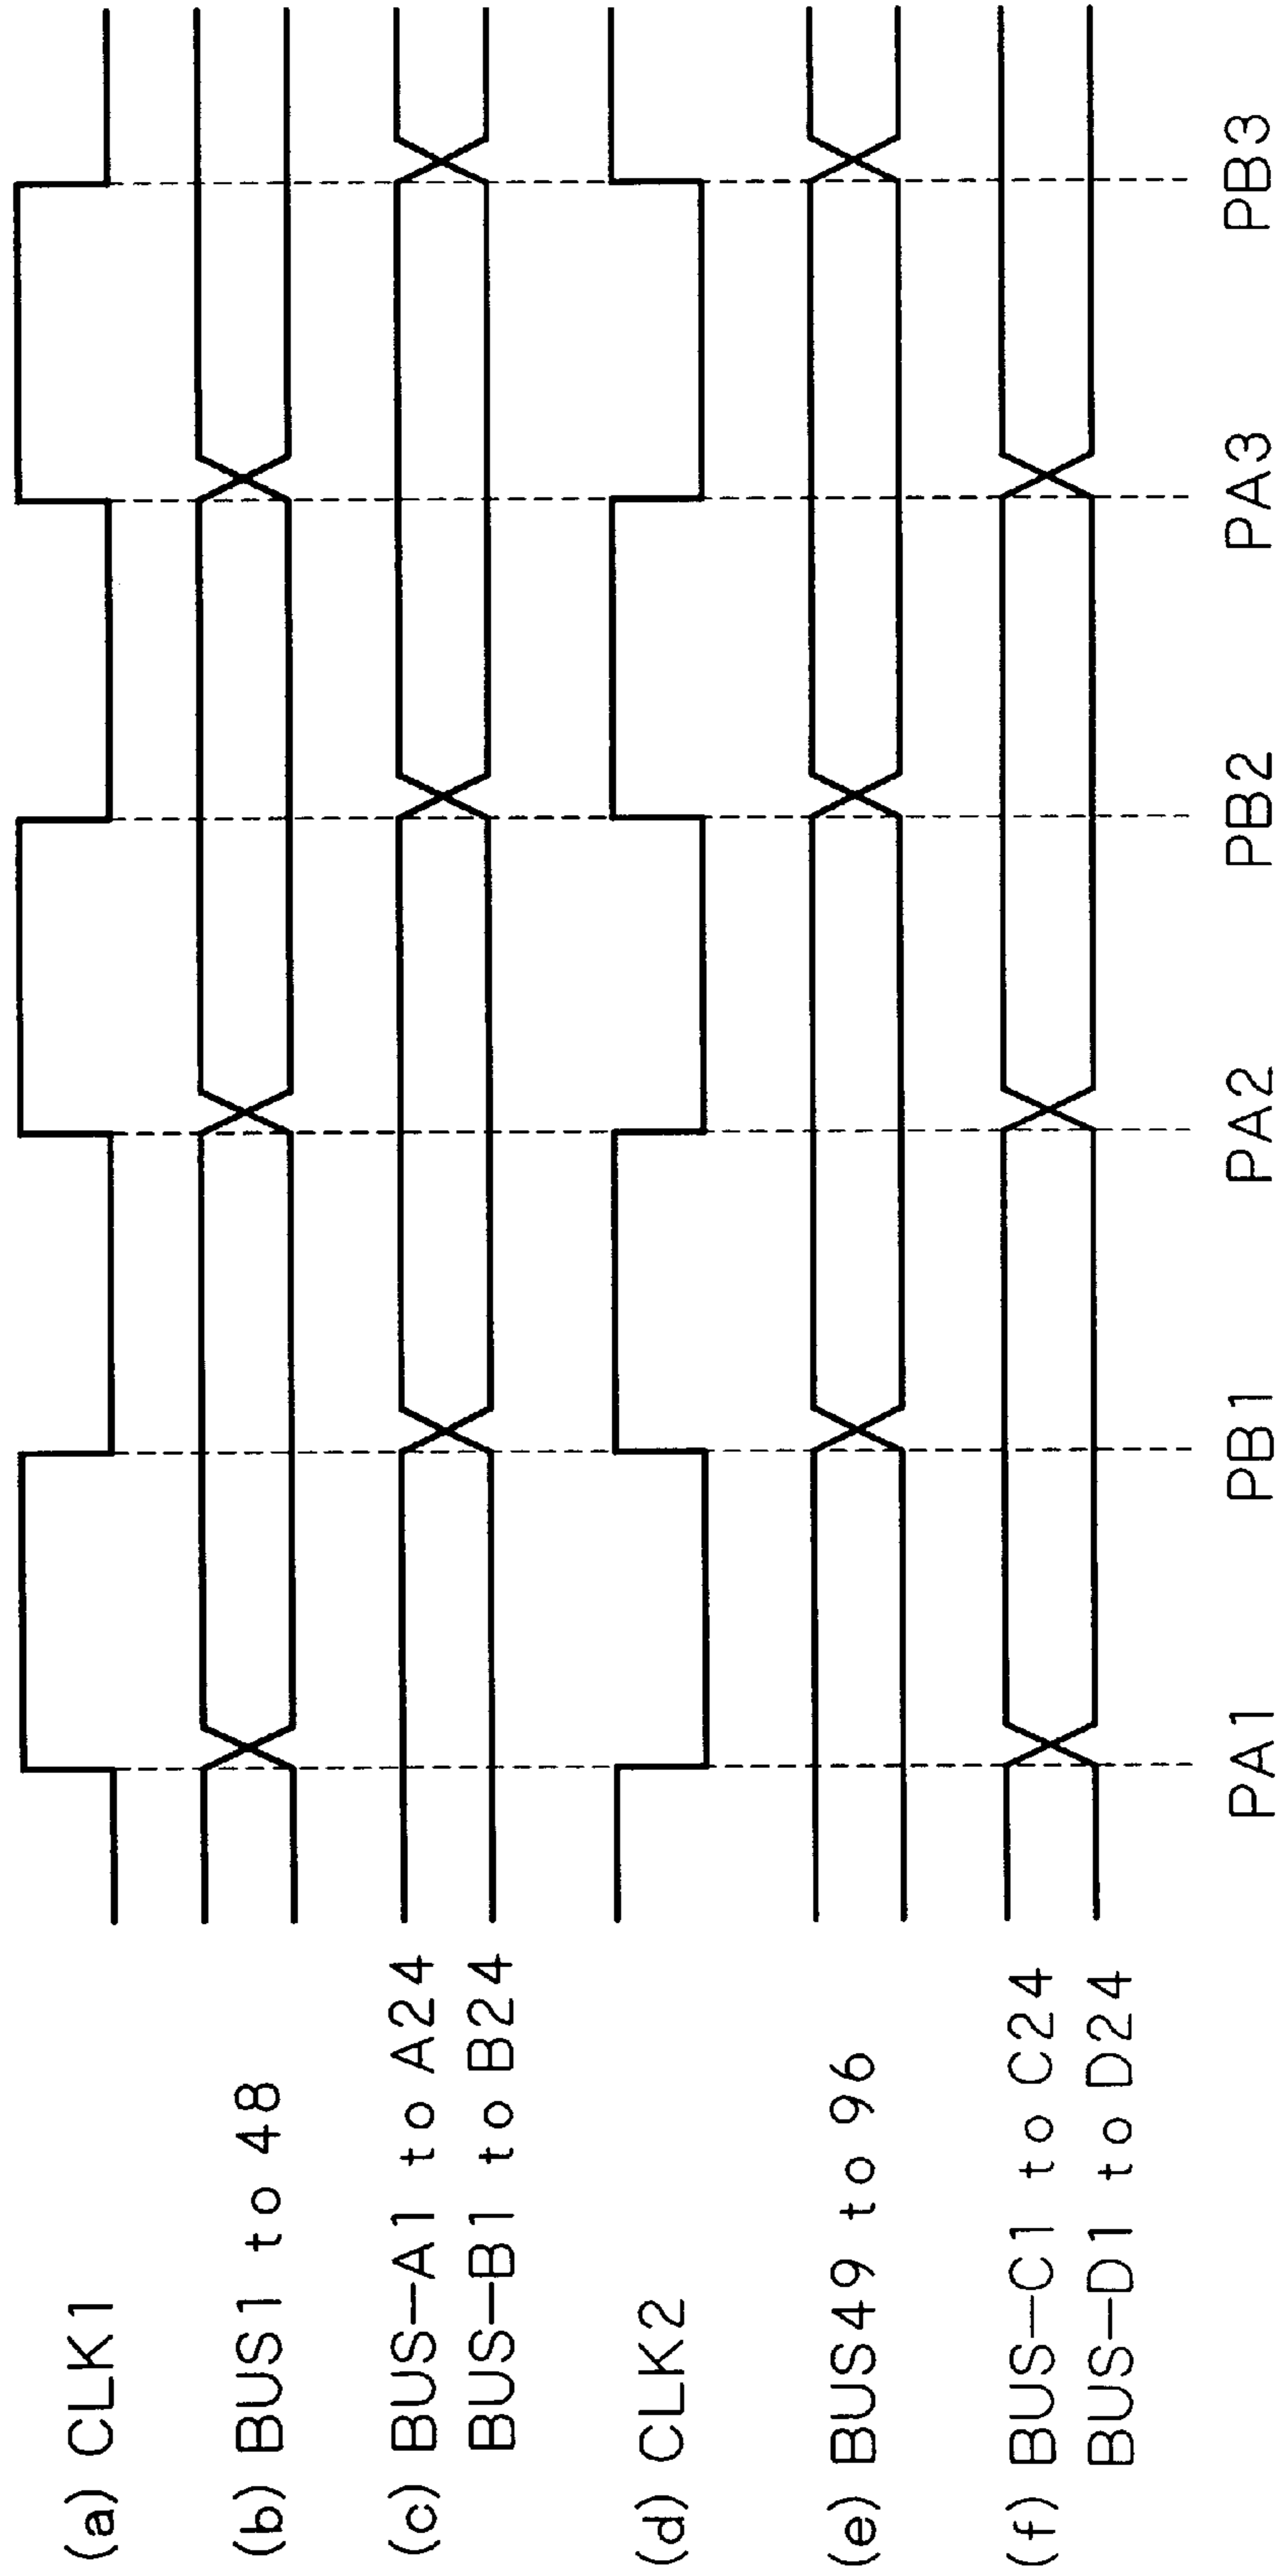 (a) CLK1
(b) BUS1 to 48
(c) BUS-A1 to A24
BUS-B1 to B24
(d) CLK2
(e) BUS49 to 96
(f) BUS-C1 to C24
BUS-D1 to D24
PA1 PB1 PA2 PB2 PA3 PB3